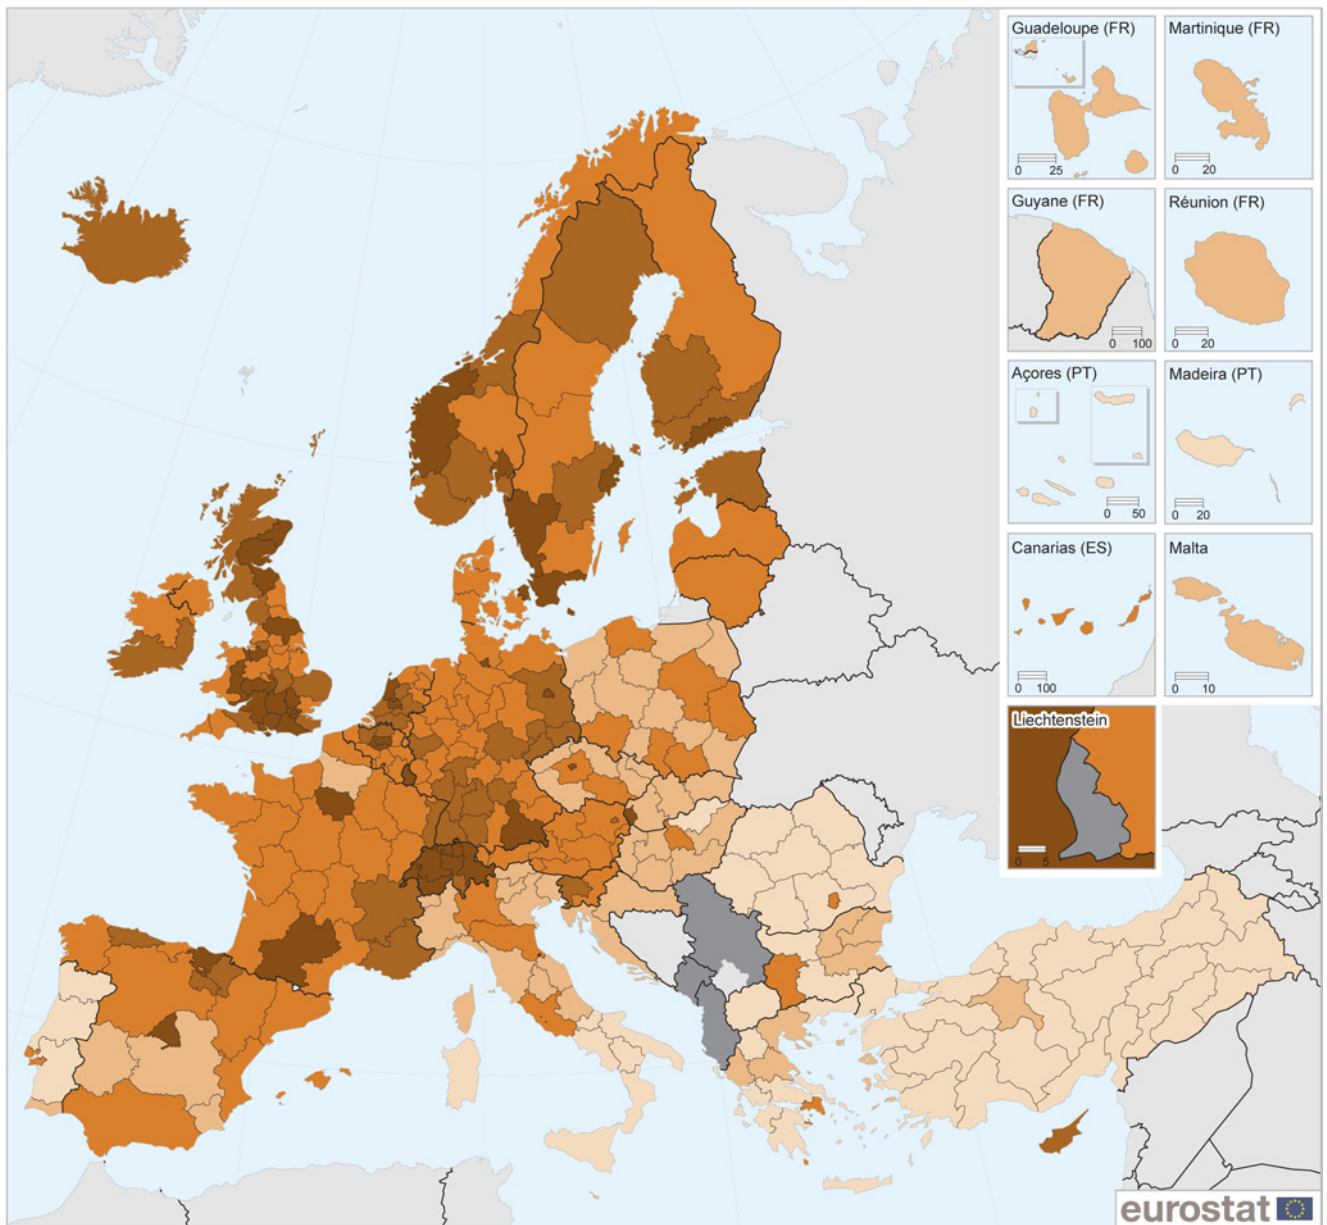 Guadeloupe (FR)
0 25
Martinique (FR)
0 20
Guyane (FR)
0 100
Réunion (FR)
0 20
Açores (PT)
0 50
Madeira (PT)
0 20
Canarias (ES)
0 100
Malta
0 10
Liechtenstein
0 5
eurostat